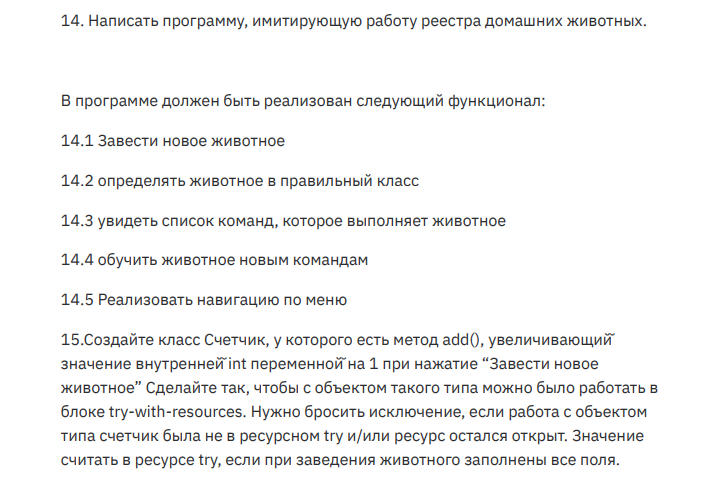 14. Написать программу, имитирующую работу реестра домашних животных.
В программе должен быть реализован следующий функционал:
14.1 Завести новое животное
14.2 определять животное в правильный класс
14.3 увидеть список команд, которое выполняет животное
14.4 обучить животное новым командам
14.5 Реализовать навигацию по меню
15.Создайте класс Счетчик, у которого есть метод add(), увеличивающий̆
значение внутренней̆ int переменной̆ на 1 при нажатие “Завести новое
животное” Сделайте так, чтобы с объектом такого типа можно было работать в
блоке try-with-resources. Нужно бросить исключение, если работа с объектом
типа счетчик была не в ресурсном try и/или ресурс остался открыт. Значение
считать в ресурсе try, если при заведения животного заполнены все поля.